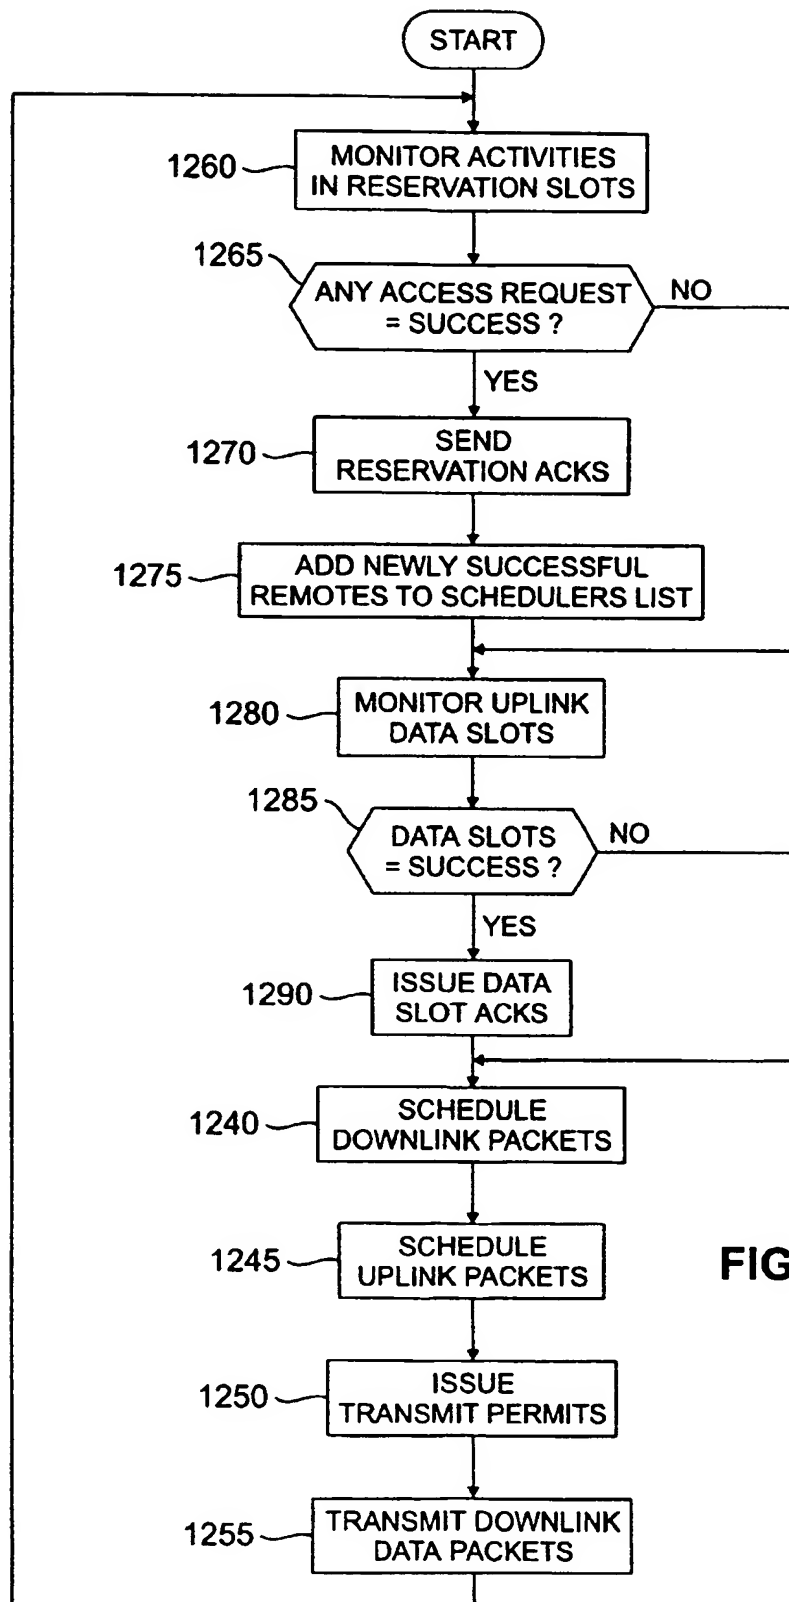 START
1260
MONITOR ACTIVITIES
IN RESERVATION SLOTS
1265
ANY ACCESS REQUEST
= SUCCESS ?
NO
YES
1270
SEND
RESERVATION ACKS
1275
ADD NEWLY SUCCESSFUL
REMOTES TO SCHEDULERS LIST
1280
MONITOR UPLINK
DATA SLOTS
1285
DATA SLOTS
= SUCCESS ?
NO
YES
1290
ISSUE DATA
SLOT ACKS
1240
SCHEDULE
DOWNLINK PACKETS
1245
SCHEDULE
UPLINK PACKETS
FIG
1250
ISSUE
TRANSMIT PERMITS
1255
TRANSMIT DOWNLINK
DATA PACKETS